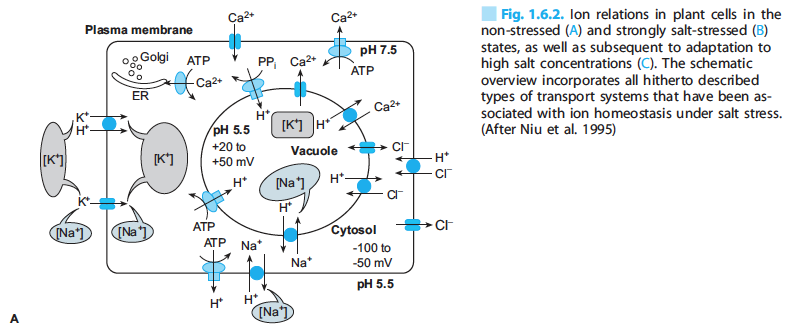 Ca²⁺
Ca²⁺
Plasma membrane
pH 7.5
Golgi
ATP
PPᵢ
Ca²⁺
ATP
Ca²⁺
ER
Ca²⁺
H⁺
[K⁺]
H⁺
K⁺
H⁺
pH 5.5
+20 to
+50 mV
Vacuole
Cl⁻
[K⁺]
[K⁺]
H⁺
Cl⁻
H⁺
[Na⁺]
H⁺
Cl⁻
K⁺
H⁺
[Na⁺]
[Na⁺]
ATP
Cytosol
Cl⁻
ATP
Na⁺
Na⁺
-100 to
-50 mV
pH 5.5
H⁺
H⁺
[Na⁺]
A
Fig. 1.6.2. Ion relations in plant cells in the
non-stressed (A) and strongly salt-stressed (B)
states, as well as subsequent to adaptation to
high salt concentrations (C). The schematic
overview incorporates all hitherto described
types of transport systems that have been as-
sociated with ion homeostasis under salt stress.
(After Niu et al. 1995)